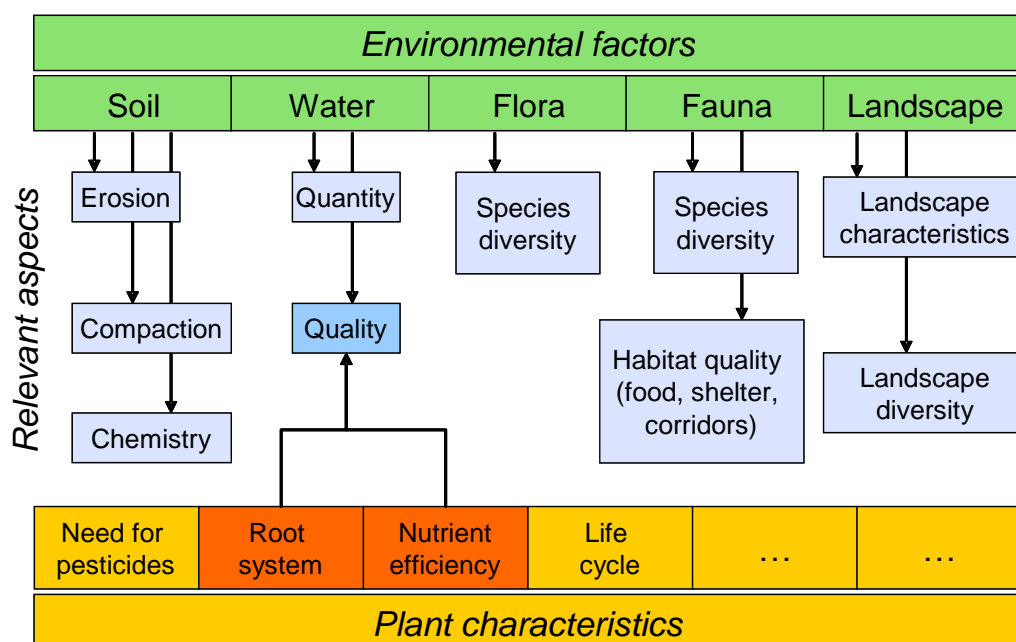 Environmental factors
Soil
Water
Flora
Fauna
Landscape
Relevant aspects
Erosion
Quantity
Species
diversity
Species
diversity
Landscape
characteristics
Compaction
Quality
Habitat quality
(food, shelter,
corridors)
Landscape
diversity
Chemistry
Need for
pesticides
Root
system
Nutrient
efficiency
Life
cycle
...
...
Plant characteristics